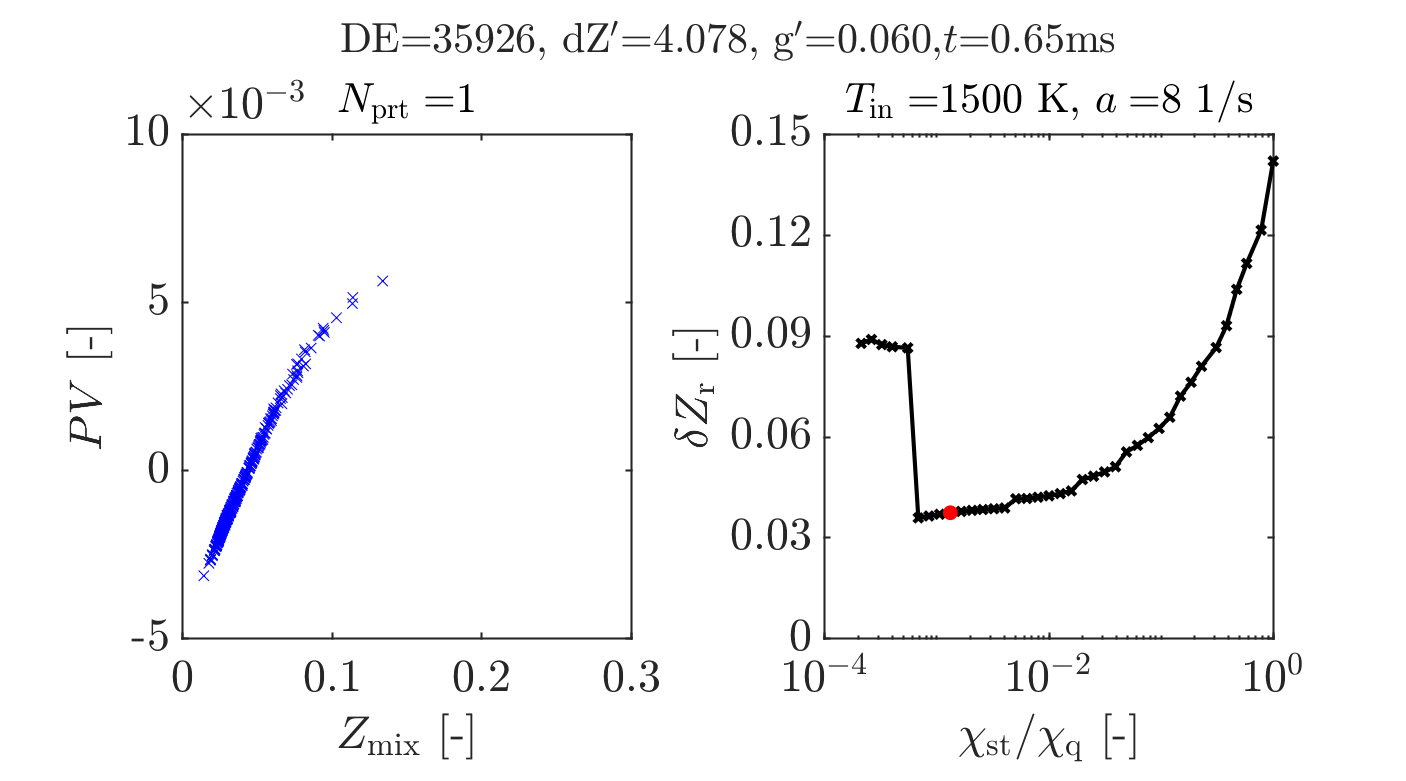 DE=35926, dZ′=4.078, g′=0.060,t=0.65ms
×10⁻³ N_prt =1
10
5
0
-5
0 0.1 0.2 0.3
PV [-]
Z_mix [-]
T_in =1500 K, a =8 1/s
0.15
0.12
0.09
0.06
0.03
0
10⁻⁴ 10⁻² 10⁰
δZ_r [-]
χ_st/χ_q [-]